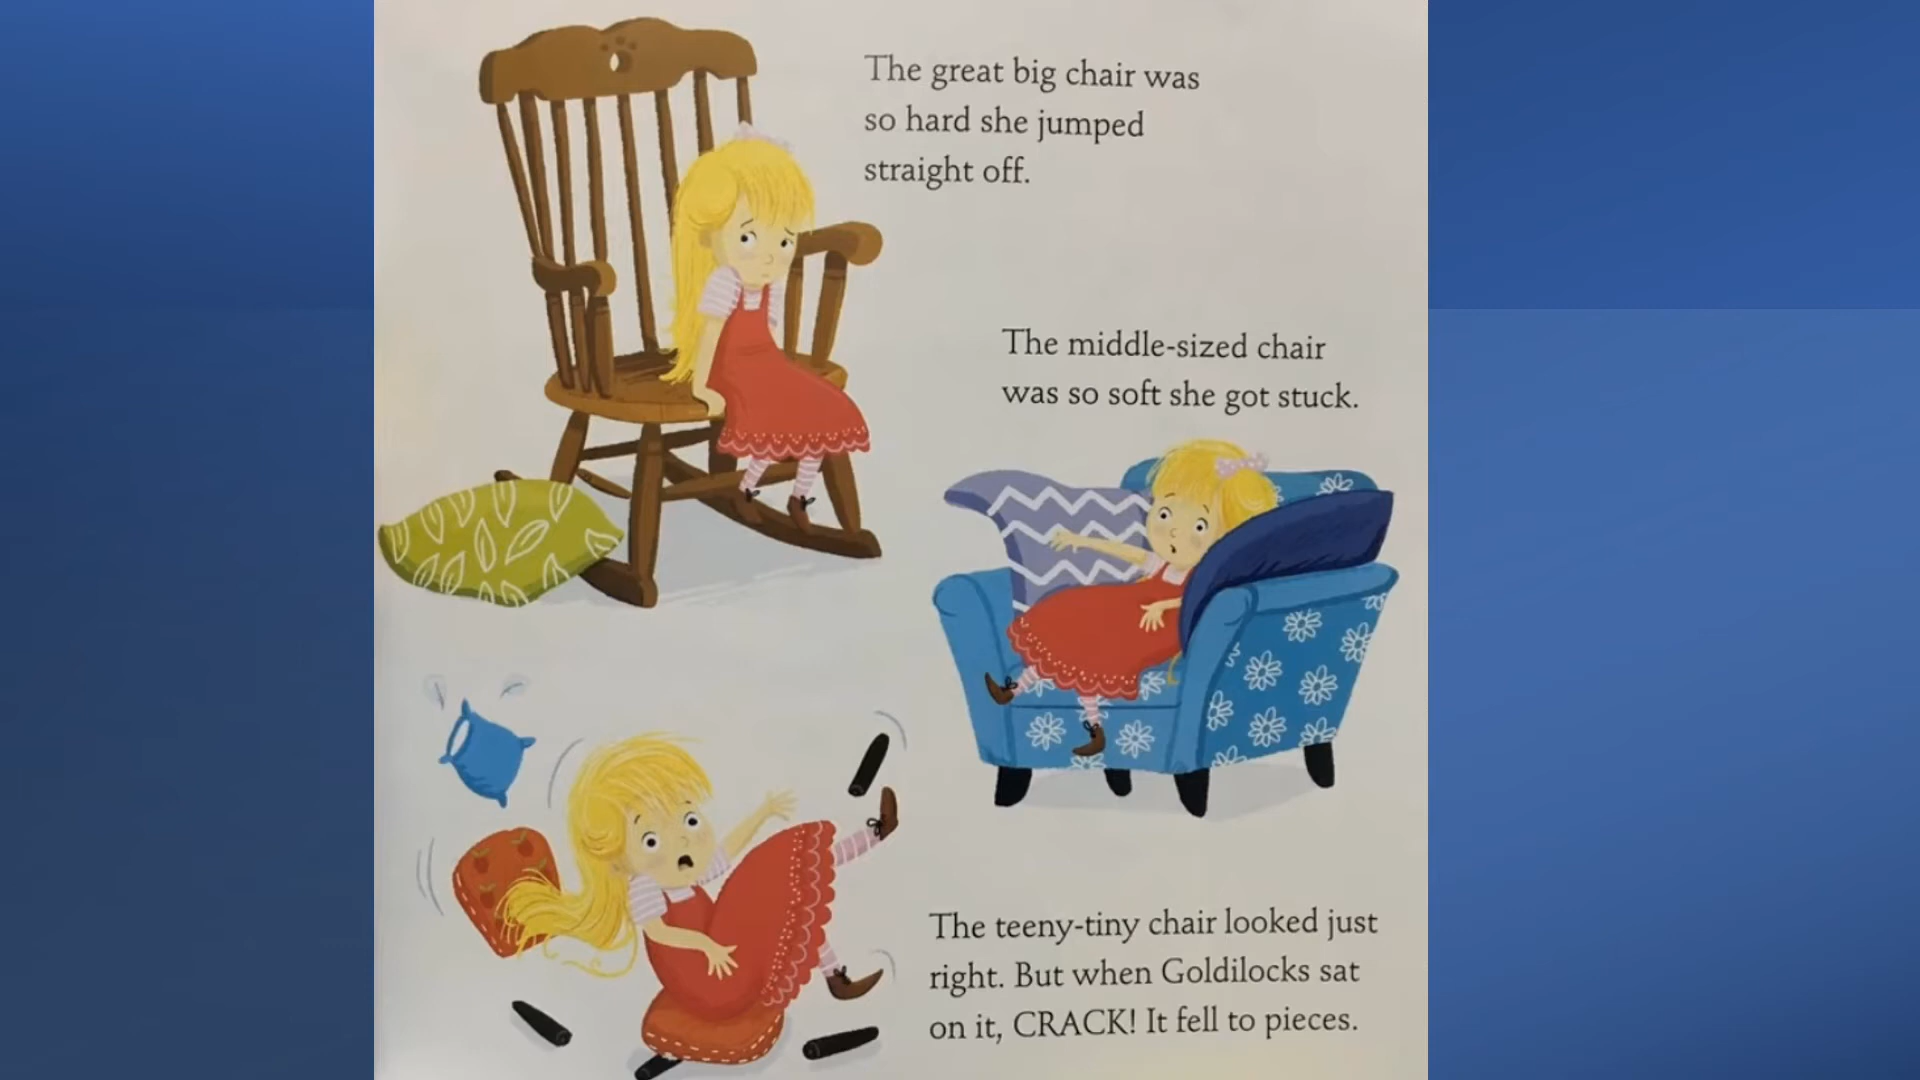 The great big chair was
so hard she jumped
straight off.
The middle-sized chair
was so soft she got stuck.
The teeny-tiny chair looked just
right. But when Goldilocks sat
on it, CRACK! It fell to pieces.